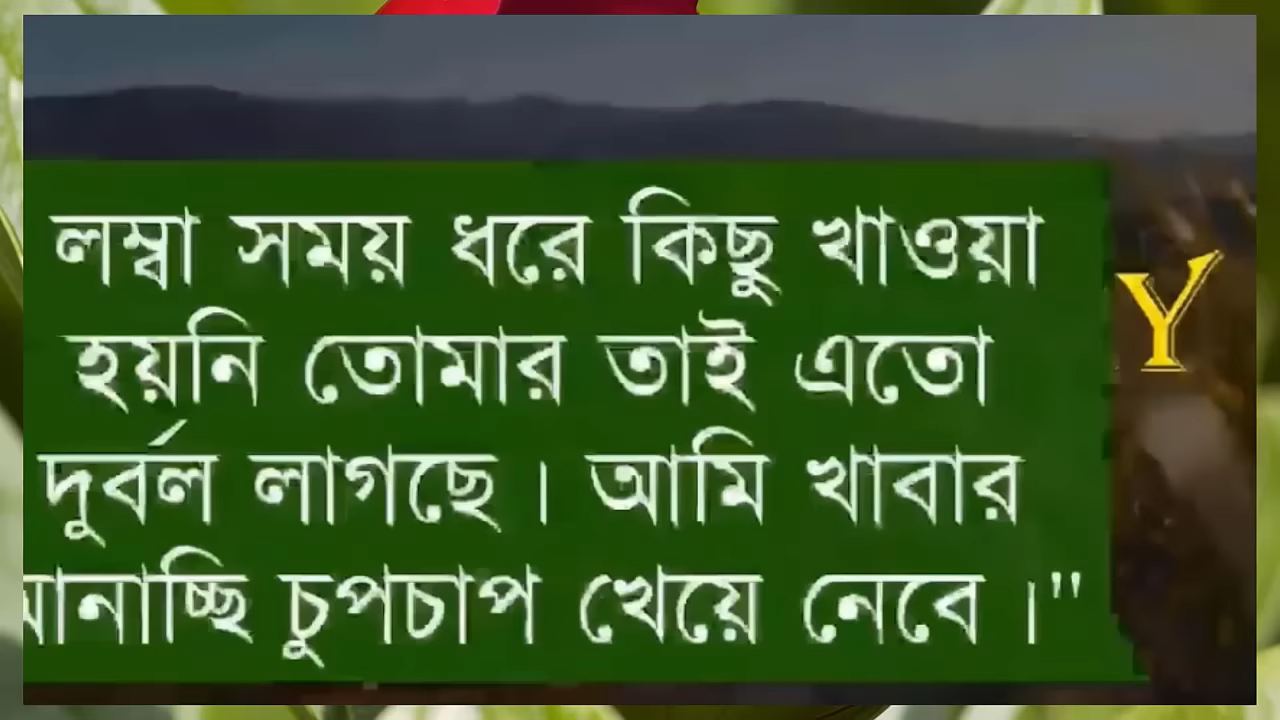 লম্বা সময় ধরে কিছু খাওয়া
হয়নি তোমার তাই এতো
দুর্বল লাগছে। আমি খাবার
চুপচাপ খেয়ে নেবে।"
Y